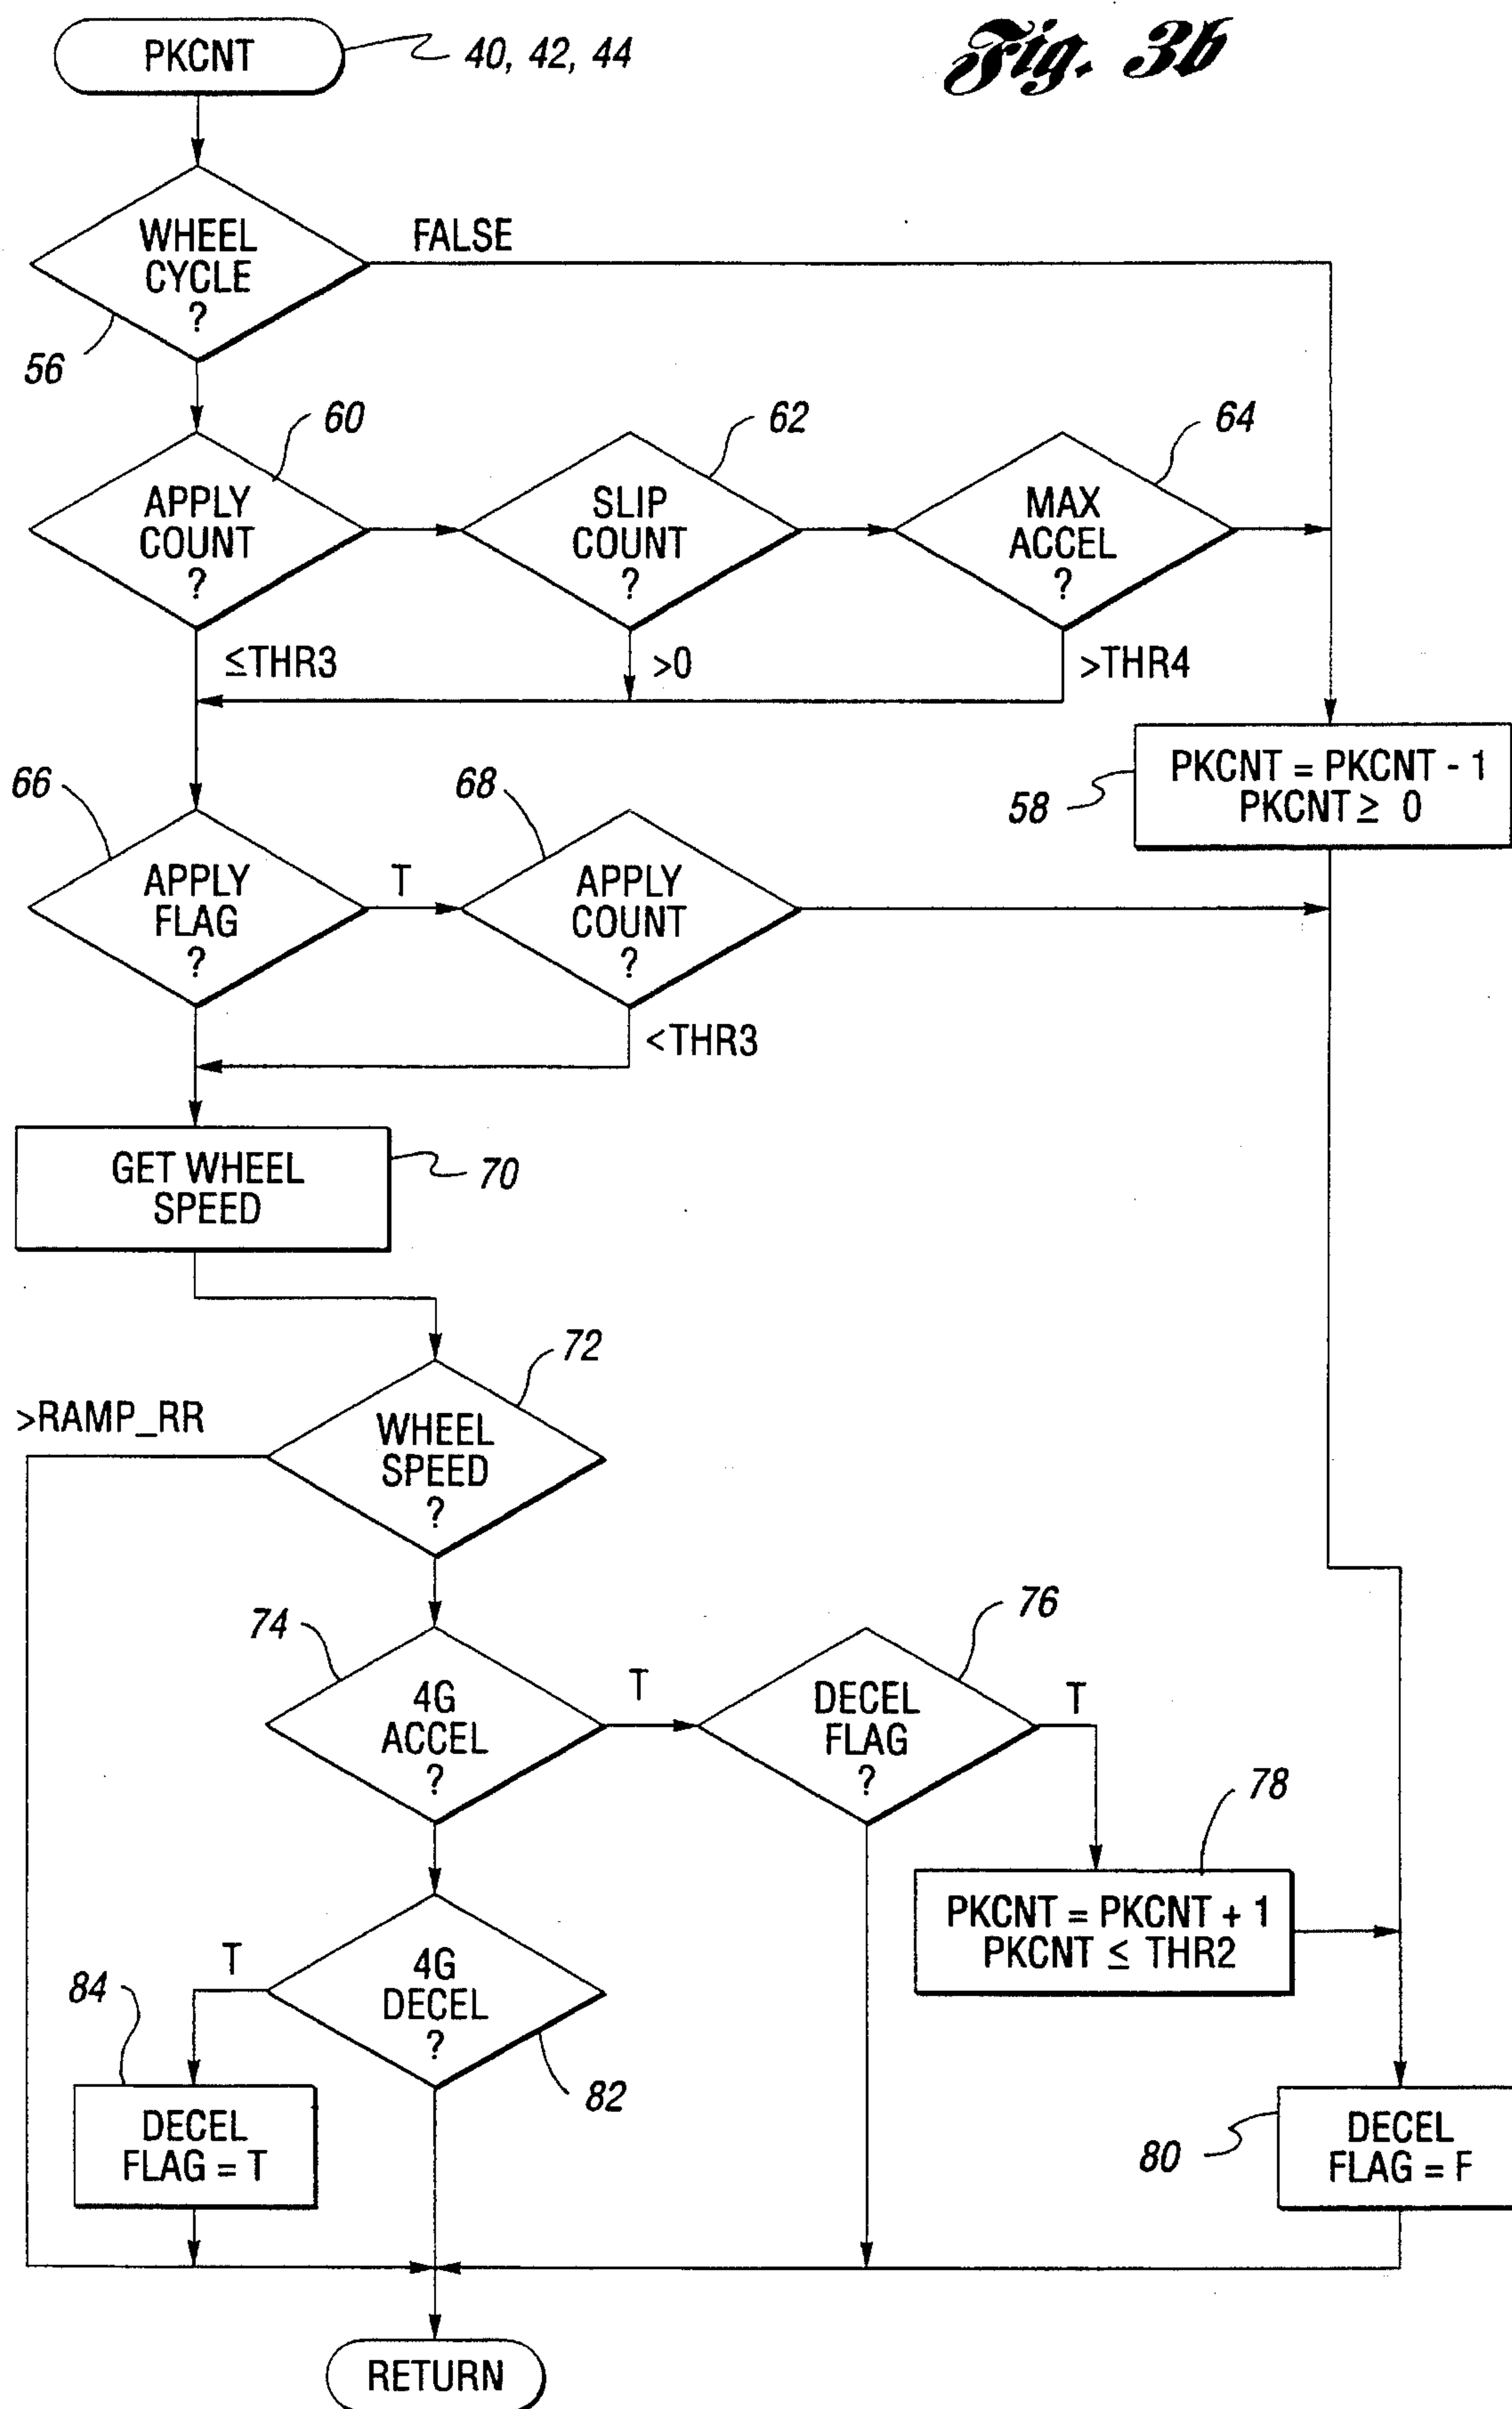 Fig. 3b
PKCNT
40, 42, 44
WHEEL
CYCLE
?
FALSE
56
60
62
64
APPLY
COUNT
?
SLIP
COUNT
?
MAX
ACCEL
?
≤THR3
>0
>THR4
PKCNT = PKCNT - 1
PKCNT ≥ 0
58
66
68
APPLY
FLAG
?
T
APPLY
COUNT
?
<THR3
GET WHEEL
SPEED
70
72
>RAMP_RR
WHEEL
SPEED
?
74
76
4G
ACCEL
?
T
DECEL
FLAG
?
T
78
PKCNT = PKCNT + 1
PKCNT ≤ THR2
4G
DECEL
?
T
82
84
DECEL
FLAG = T
80
DECEL
FLAG = F
RETURN